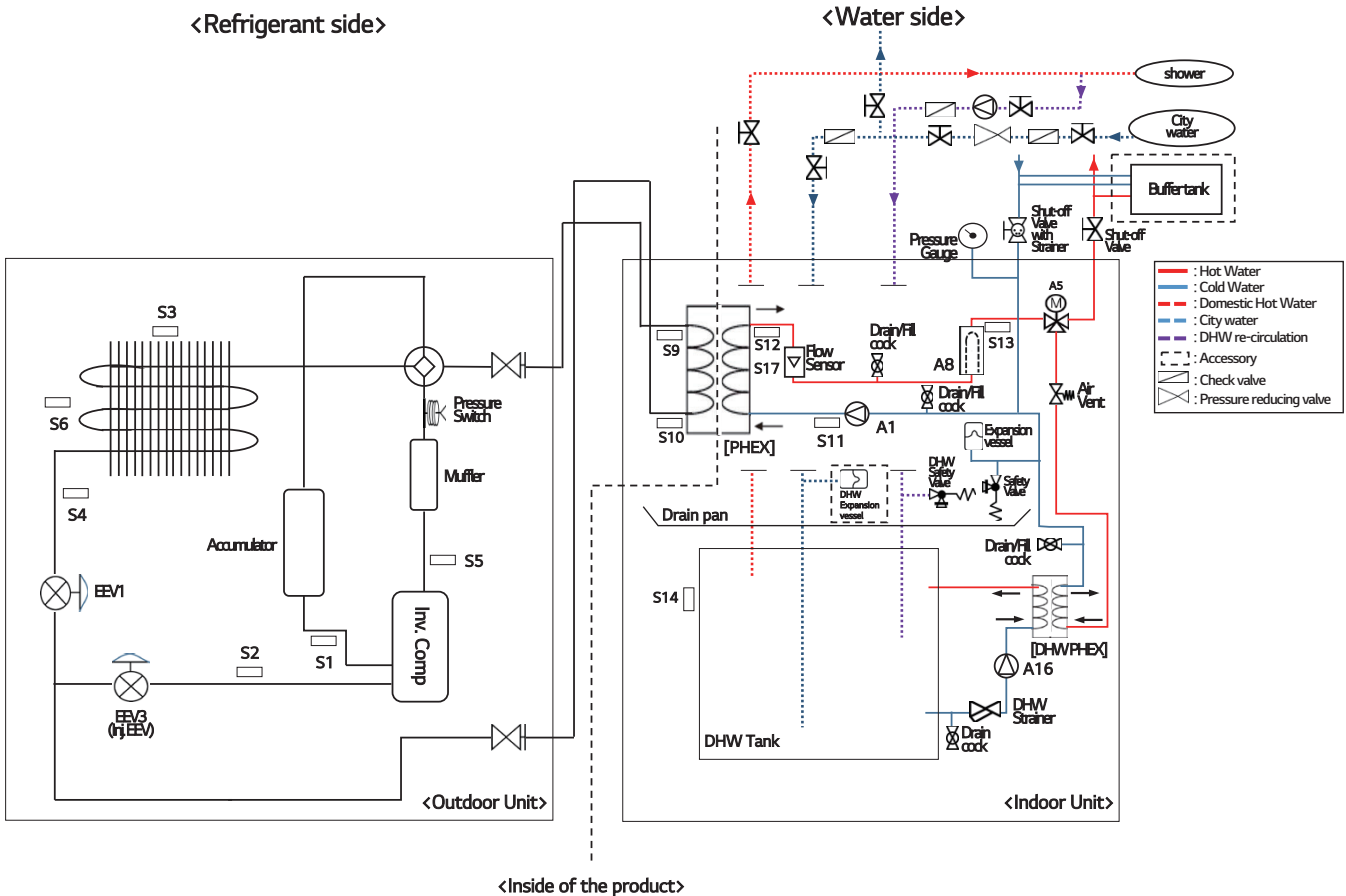 <Refrigerant side>
<Water side>
shower
City
water
Buffer tank
Shut-off
Valve
with
Strainer
Shut-off
Valve
Pressure
Gauge
: Hot Water
: Cold Water
: Domestic Hot Water
: City water
: DHW re-circulation
: Accessory
: Check valve
: Pressure reducing valve
S3
S6
S4
Pressure
Switch
Muffler
Accumulator
S5
EEV1
S1
S2
Inv. Comp
EEV3
(Inj.EEV)
<Outdoor Unit>
S9
S10
S12
S17
Flow
Sensor
Drain/Fill
cock
A8
S13
A5
M
Air
Vent
Drain/Fill
cock
S11
A1
[PHEX]
Expansion
vessel
DHW
Safety
Valve
Safety
Valve
DHW
Expansion
vessel
Drain pan
Drain/Fill
cock
S14
[DHW PHEX]
A16
DHW
Strainer
Drain
cock
DHW Tank
<Indoor Unit>
<Inside of the product>